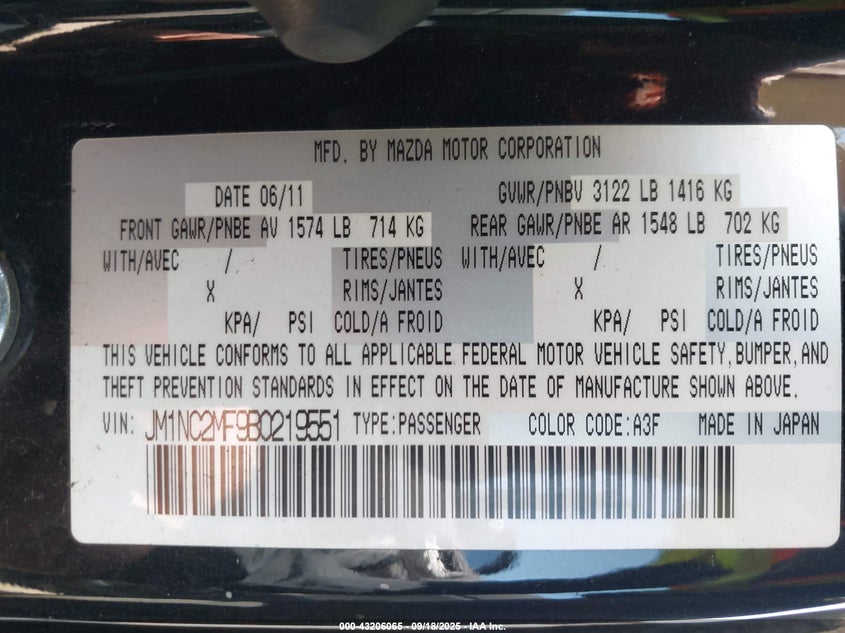 MFD. BY MAZDA MOTOR CORPORATION
DATE 06/11 GVWR/PNBV 3122 LB 1416 KG
FRONT GAWR/PNBE AV 1574 LB 714 KG REAR GAWR/PNBE AR 1548 LB 702 KG
WITH/AVEC / TIRES/PNEUS WITH/AVEC / TIRES/PNEUS
X RIMS/JANTES X RIMS/JANTES
KPA/ PSI COLD/A FROID KPA/ PSI COLD/A FROID
THIS VEHICLE CONFORMS TO ALL APPLICABLE FEDERAL MOTOR VEHICLE SAFETY,BUMPER,AND
THEFT PREVENTION STANDARDS IN EFFECT ON THE DATE OF MANUFACTURE SHOWN ABOVE.
VIN: JM1NC2MF9B0219551 TYPE:PASSENGER COLOR CODE:A3F MADE IN JAPAN
000-43206065 - 09/18/2025 - IAA Inc.